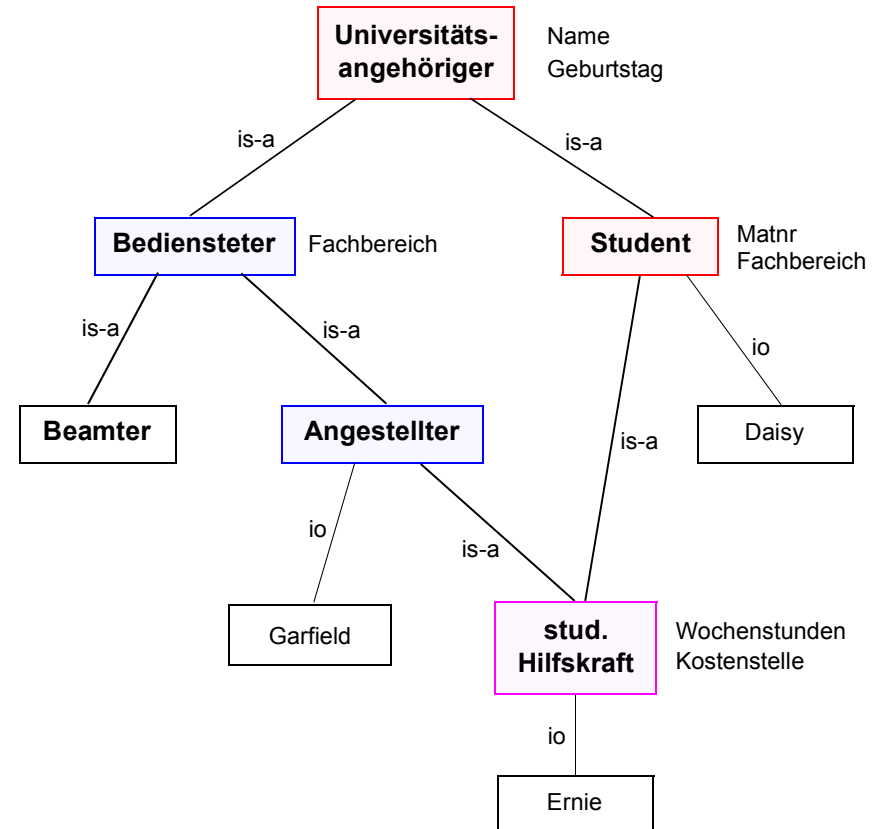 Universitäts-
angehöriger
Name
Geburtstag
is-a
is-a
Bediensteter
Fachbereich
Student
Matnr
Fachbereich
is-a
is-a
io
Beamter
Angestellter
is-a
Daisy
io
is-a
Garfield
stud.
Hilfskraft
Wochenstunden
Kostenstelle
io
Ernie